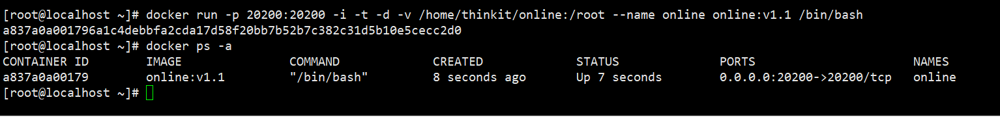 [root@localhost ~]# docker run -p 20200:20200 -i -t -d -v /home/thinkit/online:/root --name online online:v1.1 /bin/bash
a837a0a001796a1c4debbfa2cda17d58f20bb7b52b7c382c31d5b10e5cecc2d0
[root@localhost ~]# docker ps -a
CONTAINER ID IMAGE COMMAND CREATED STATUS PORTS NAMES
a837a0a00179 online:v1.1 "/bin/bash" 8 seconds ago Up 7 seconds 0.0.0.0:20200->20200/tcp online
[root@localhost ~]#